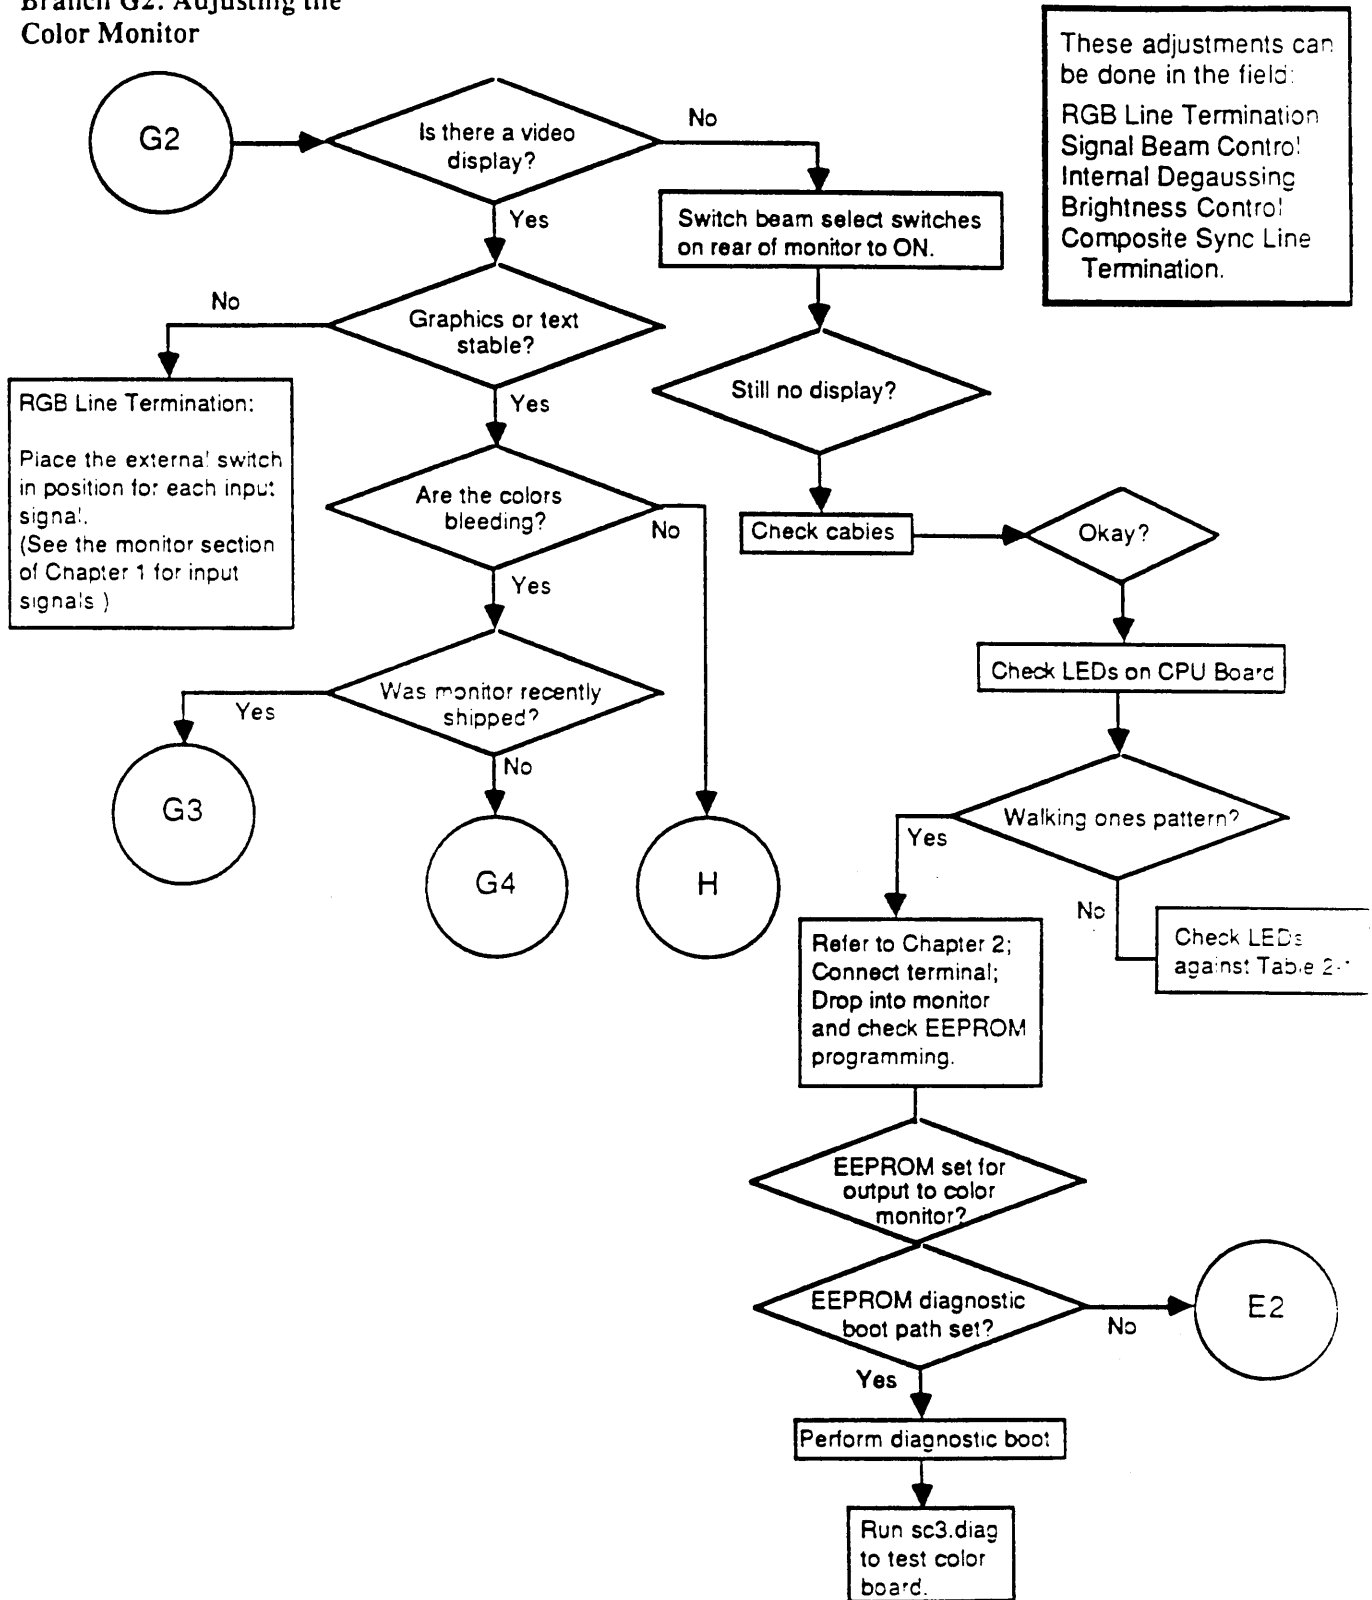 Branch G2: Adjusting the
Color Monitor
These adjustments can
be done in the field:
RGB Line Termination
Signal Beam Control
Internal Degaussing
Brightness Control
Composite Sync Line
Termination.
G2
Is there a video
display?
No
Yes
Switch beam select switches
on rear of monitor to ON.
Graphics or text
stable?
No
Yes
RGB Line Termination:
Place the external switch
in position for each input
signal.
(See the monitor section
of Chapter 1 for input
signals )
Still no display?
Are the colors
bleeding?
No
Yes
Check cables
Okay?
Check LEDs on CPU Board
Was monitor recently
shipped?
Yes
No
G3
G4
H
Walking ones pattern?
Yes
No
Check LEDs
against Table 2-1
Refer to Chapter 2;
Connect terminal;
Drop into monitor
and check EEPROM
programming.
EEPROM set for
output to color
monitor?
EEPROM diagnostic
boot path set?
No
E2
Yes
Perform diagnostic boot
Run sc3.diag
to test color
board.